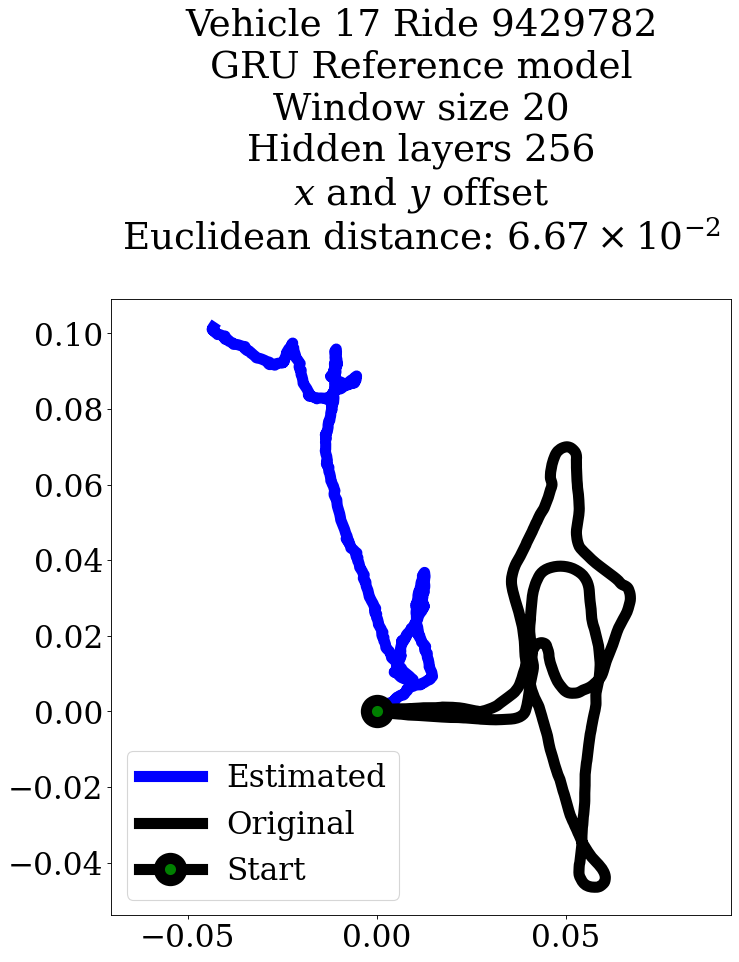 Vehicle 17 Ride 9429782
GRU Reference model
Window size 20
Hidden layers 256
x and y offset
Euclidean distance: 6.67 × 10⁻²
0.10
0.08
0.06
0.04
0.02
0.00
−0.02
−0.04
Estimated
Original
Start
−0.05 0.00 0.05